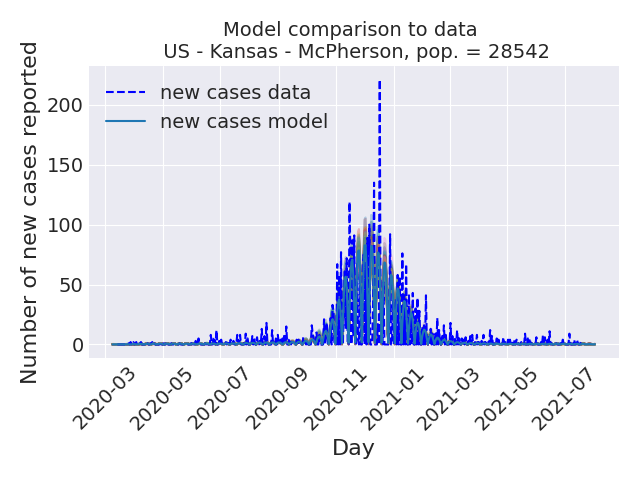 Model comparison to data
US - Kansas - McPherson, pop. = 28542
Number of new cases reported
new cases data
new cases model
200
150
100
50
0
2020-03
2020-05
2020-07
2020-09
2020-11
2021-01
2021-03
2021-05
2021-07
Day